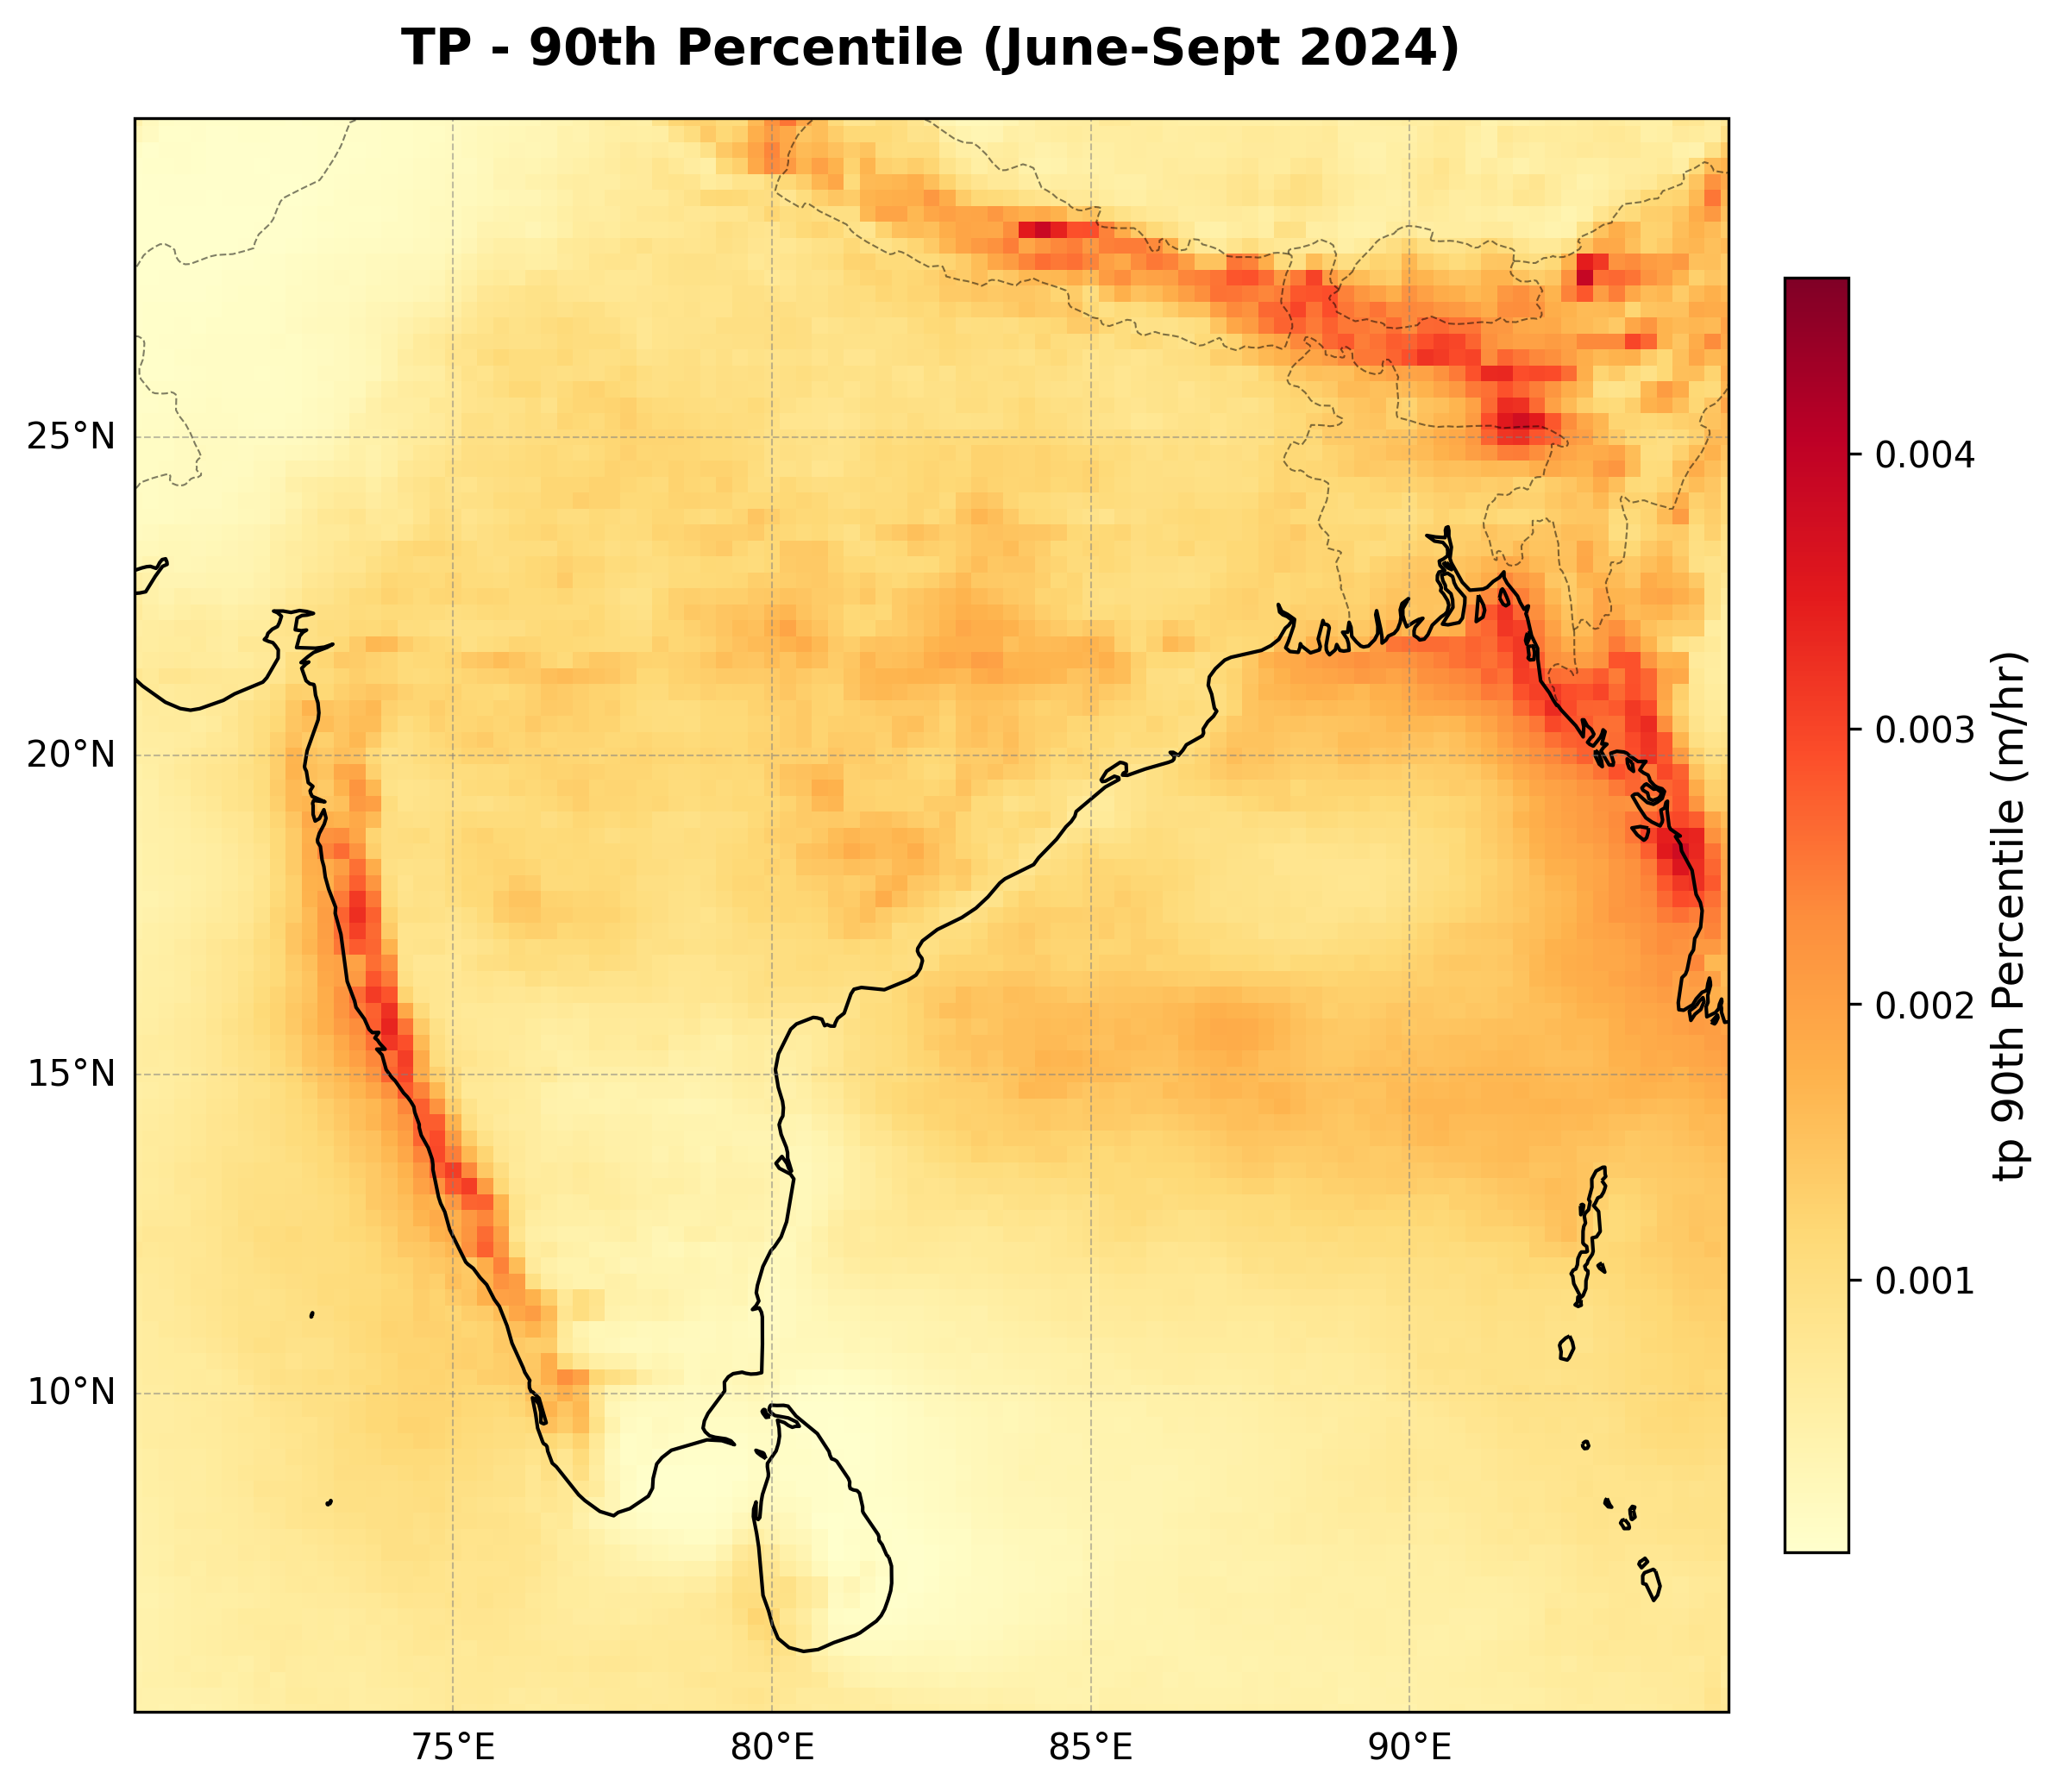 TP - 90th Percentile (June-Sept 2024)
25°N
20°N
15°N
10°N
75°E
80°E
85°E
90°E
0.004
0.003
0.002
0.001
tp 90th Percentile (m/hr)